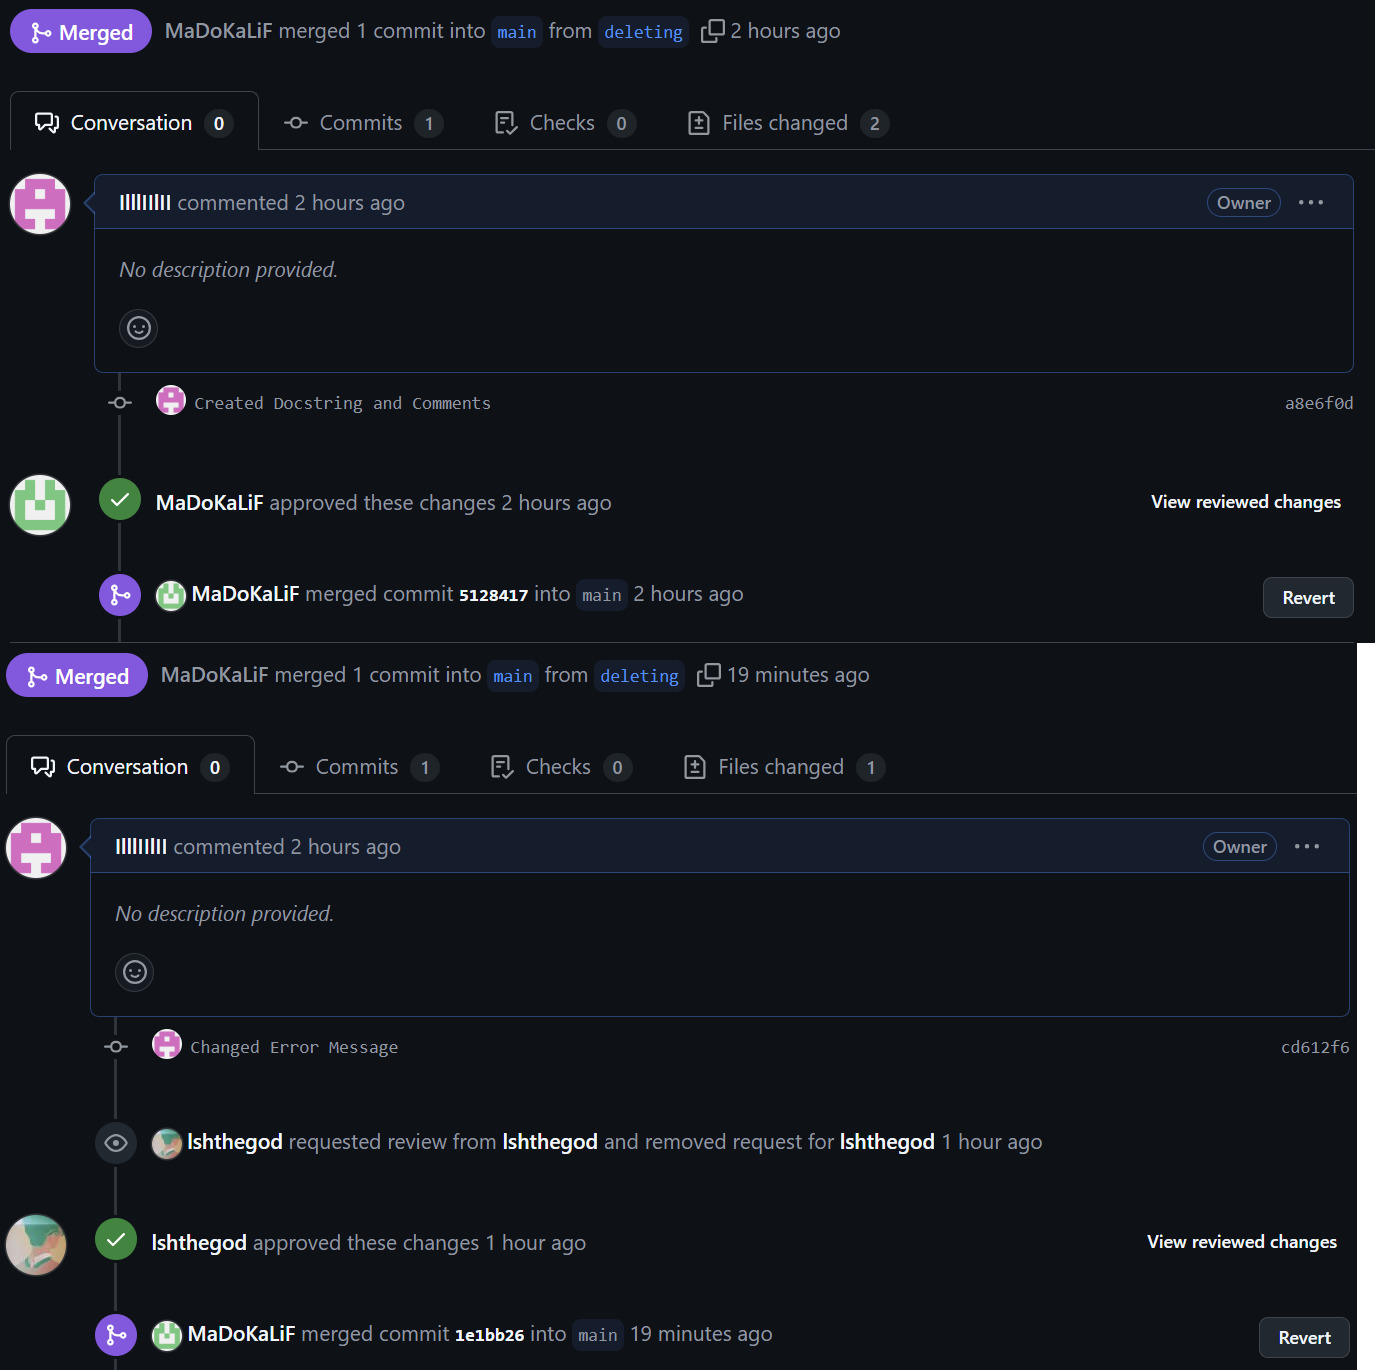 Merged MaDoKaLiF merged 1 commit into main from deleting 2 hours ago
Conversation 0 Commits 1 Checks 0 Files changed 2
commented 2 hours ago Owner ...
No description provided.
Created Docstring and Comments a8e6f0d
MaDoKaLiF approved these changes 2 hours ago View reviewed changes
MaDoKaLiF merged commit 5128417 into main 2 hours ago Revert
Merged MaDoKaLiF merged 1 commit into main from deleting 19 minutes ago
Conversation 0 Commits 1 Checks 0 Files changed 1
commented 2 hours ago Owner ...
No description provided.
Changed Error Message cd612f6
Ishthegod requested review from Ishthegod and removed request for Ishthegod 1 hour ago
Ishthegod approved these changes 1 hour ago View reviewed changes
MaDoKaLiF merged commit 1e1bb26 into main 19 minutes ago Revert